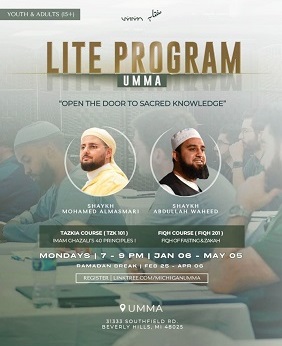 YOUTH & ADULTS (15+)
LITE PROGRAM
UMMA
"OPEN THE DOOR TO SACRED KNOWLEDGE"
SHAYKH
MOHAMED ALMASMARI
SHAYKH
ABDULLAH WAHEED
TAZKIA COURSE ( TZK 101 )
IMAM GHAZALI'S 40 PRINCIPLES I
FIQH COURSE ( FIQH 201 )
FIQH OF FASTING & ZAKAH
MONDAYS | 7 - 9 PM | JAN 06 - MAY 05
RAMADAN BREAK | FEB 25 - APR 06
REGISTER | LINKTREE.COM/MICHIGANUMMA
UMMA
31333 SOUTHFIELD RD.
BEVERLY HILLS, MI 48025